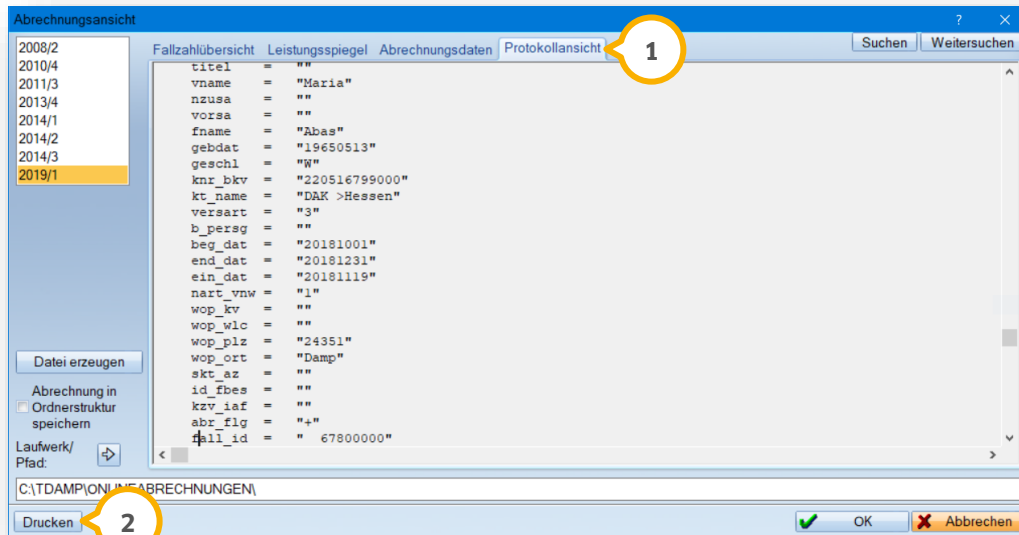 Abrechnungsansicht ? ×
2008/2
2010/4
2011/3
2013/4
2014/1
2014/2
2014/3
2019/1
Fallzahlübersicht Leistungsspiegel Abrechnungsdaten Protokollansicht
1
Suchen Weitersuchen
titel = ""
vname = "Maria"
nzusa = ""
vorsa = ""
fname = "Abas"
gebdat = "19650513"
geschl = "W"
knr_bkv = "220516799000"
kt_name = "DAK >Hessen"
versart = "3"
b_persg = ""
beg_dat = "20181001"
end_dat = "20181231"
ein_dat = "20181119"
nart_vnw = "1"
wop_kv = ""
wop_wlc = ""
wop_plz = "24351"
wop_ort = "Damp"
skt_az = ""
id_fbes = ""
kzv_iaf = ""
abr_flg = "+"
fall_id = "  67800000"
Datei erzeugen
Abrechnung in
Ordnerstruktur
speichern
Laufwerk/
Pfad:
C:\TDAMP\ONLINEABRECHNUNGEN\
Drucken
2
OK
Abbrechen